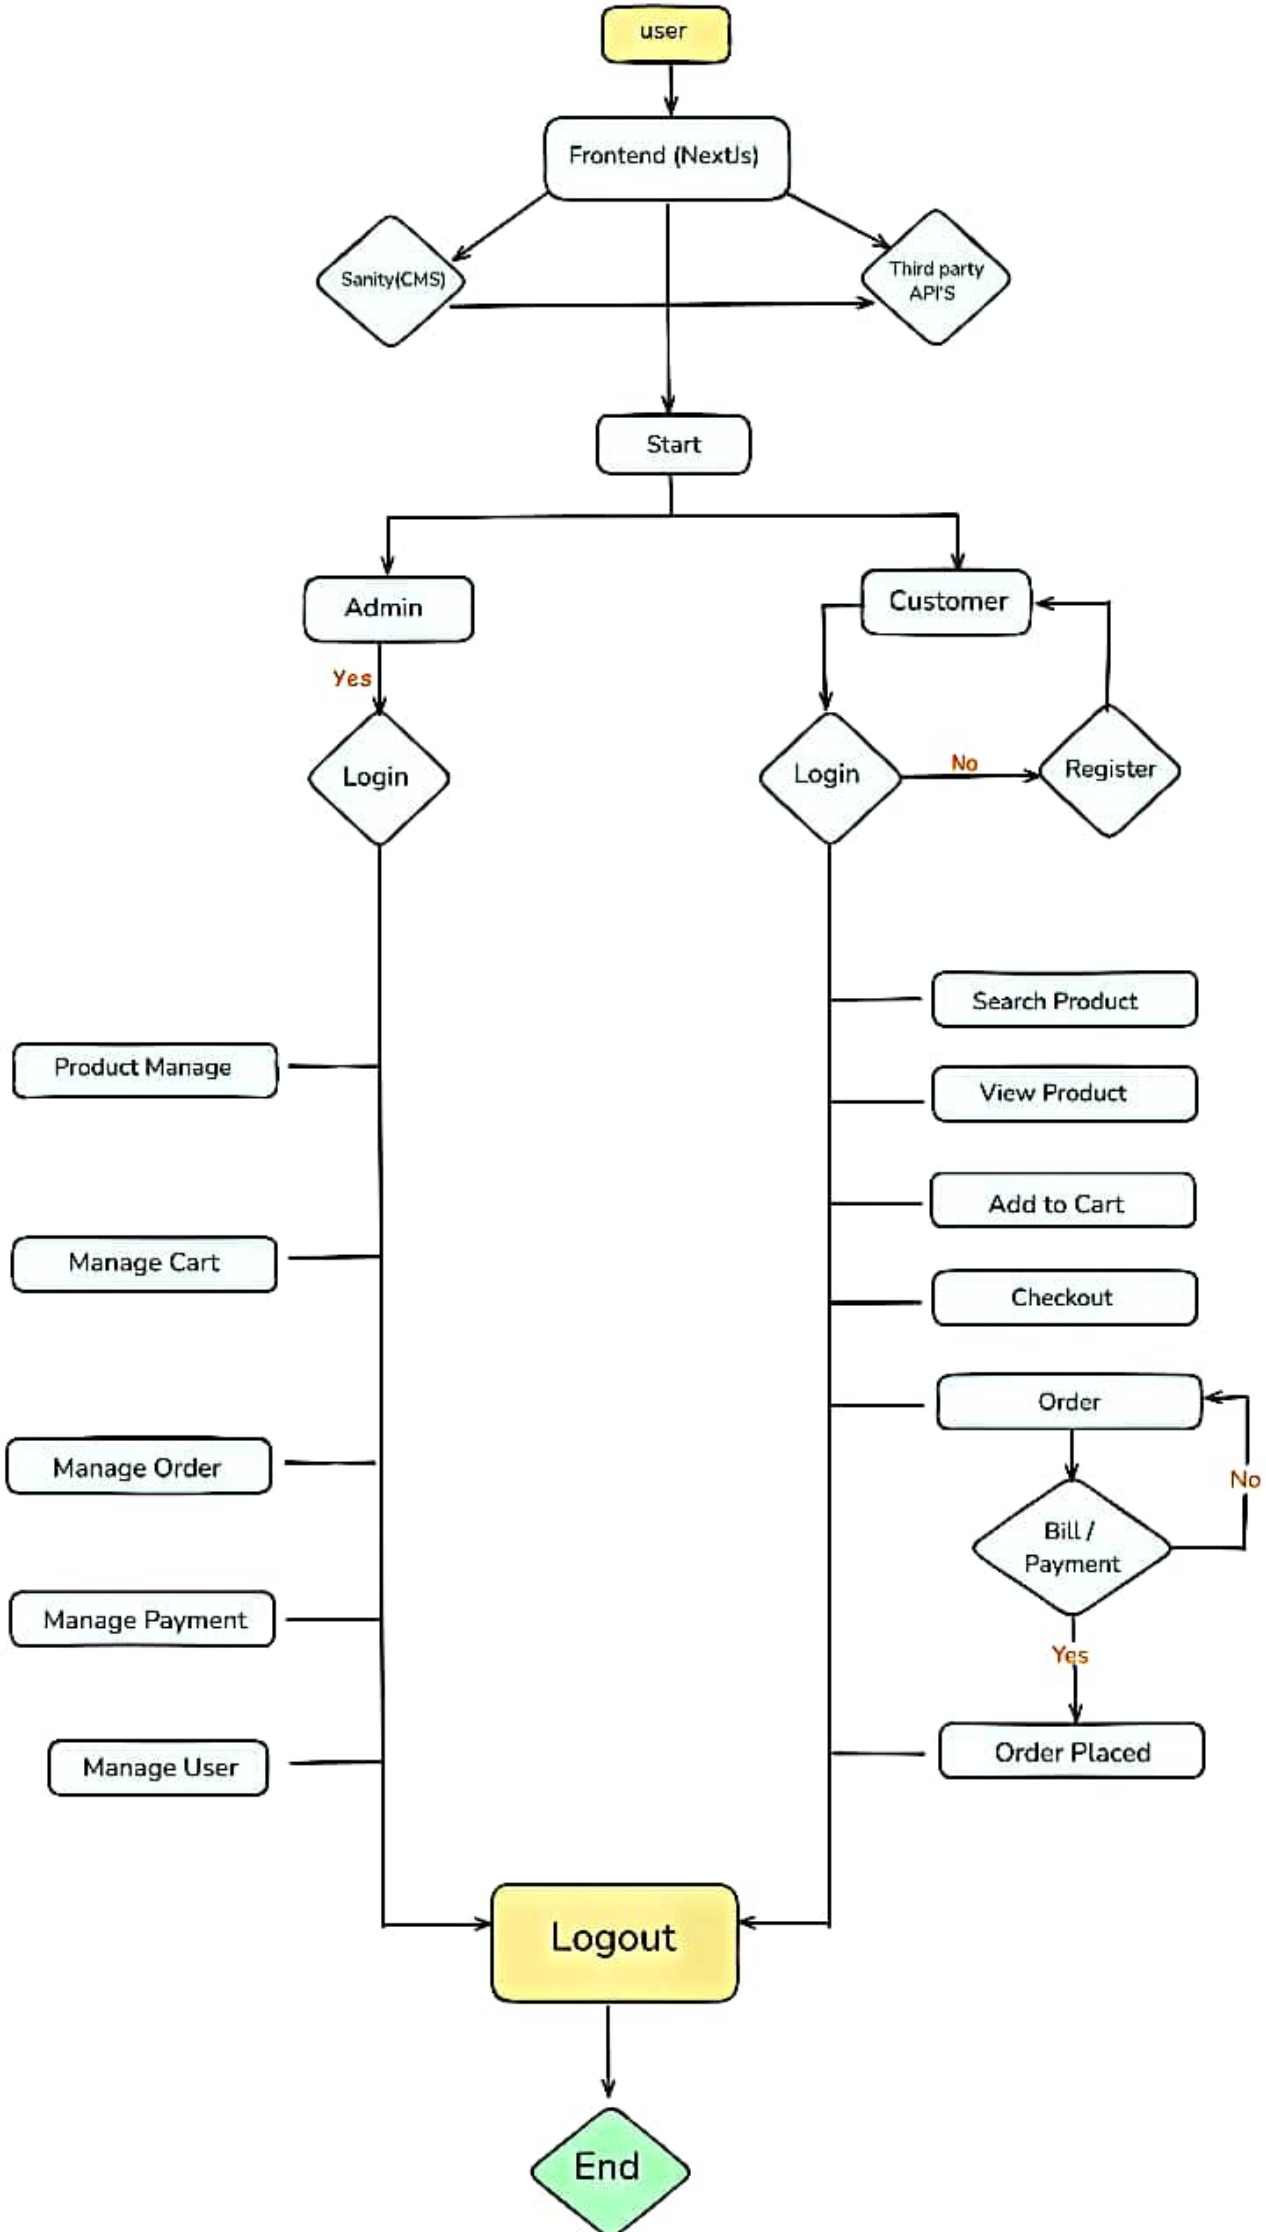 user
Frontend (NextJs)
Sanity(CMS)
Third party
API'S
Start
Admin
Customer
Yes
Login
Login
No
Register
Search Product
Product Manage
View Product
Add to Cart
Manage Cart
Checkout
Order
Manage Order
No
Bill /
Payment
Manage Payment
Yes
Order Placed
Manage User
Logout
End